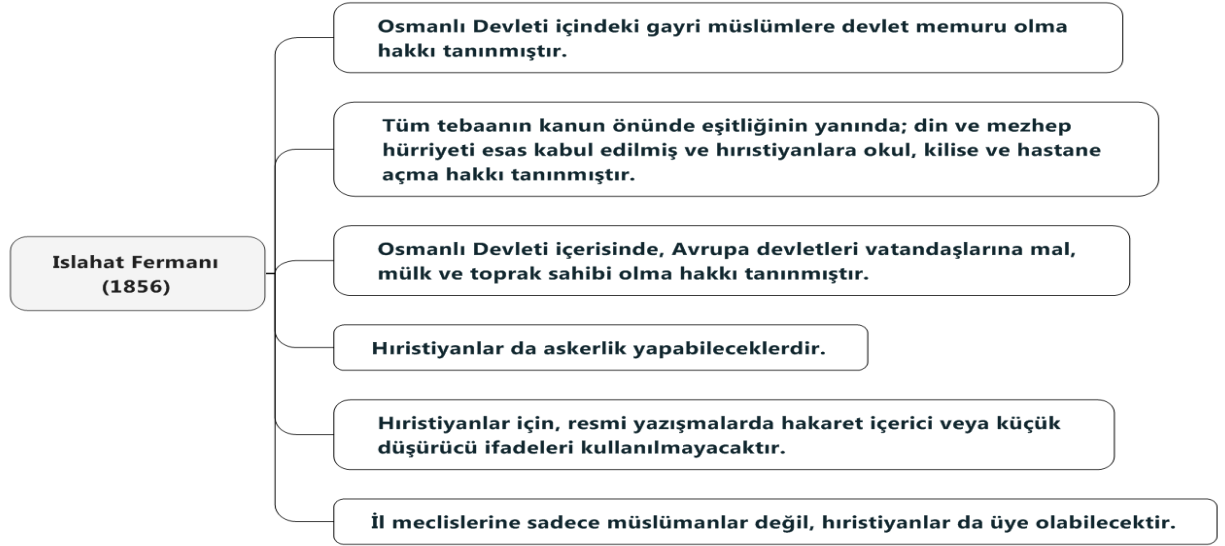 Islahat Fermanı
(1856)
Osmanlı Devleti içindeki gayri müslümlere devlet memuru olma
hakkı tanınmıştır.
Tüm tebaanın kanun önünde eşitliğinin yanında; din ve mezhep
hürriyeti esas kabul edilmiş ve hırıstiyanlara okul, kilise ve hastane
açma hakkı tanınmıştır.
Osmanlı Devleti içerisinde, Avrupa devletleri vatandaşlarına mal,
mülk ve toprak sahibi olma hakkı tanınmıştır.
Hıristiyanlar da askerlik yapabileceklerdir.
Hıristiyanlar için, resmi yazışmalarda hakaret içerici veya küçük
düşürücü ifadeleri kullanılmayacaktır.
İl meclislerine sadece müslümanlar değil, hıristiyanlar da üye olabilecektir.